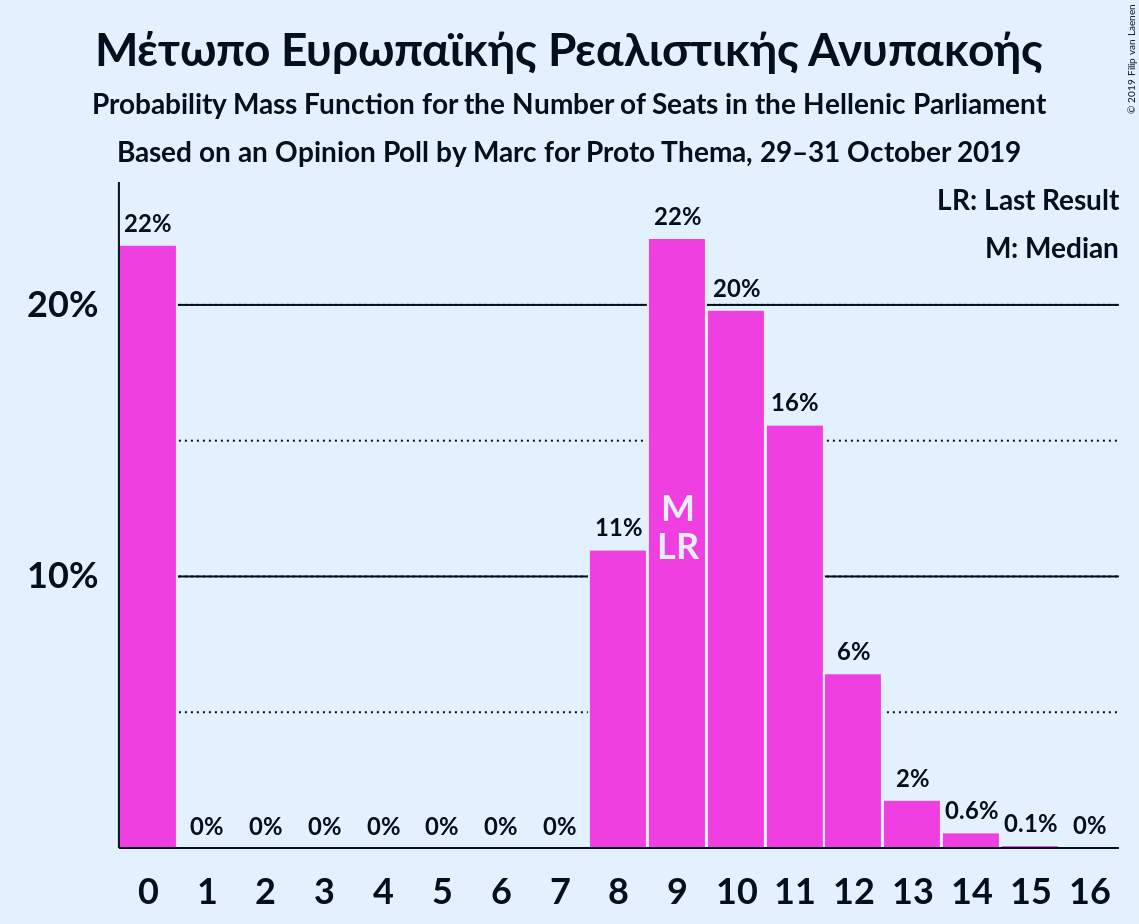 Μέτωπο Ευρωπαϊκής Ρεαλιστικής Ανυπακοής
Probability Mass Function for the Number of Seats in the Hellenic Parliament
Based on an Opinion Poll by Marc for Proto Thema, 29–31 October 2019
© 2019 Filip van Laenen
LR: Last Result
M: Median
20%
10%
22%
0%
0%
0%
0%
0%
0%
0%
11%
22%
20%
16%
6%
2%
0.6%
0.1%
0%
M
LR
0 1 2 3 4 5 6 7 8 9 10 11 12 13 14 15 16